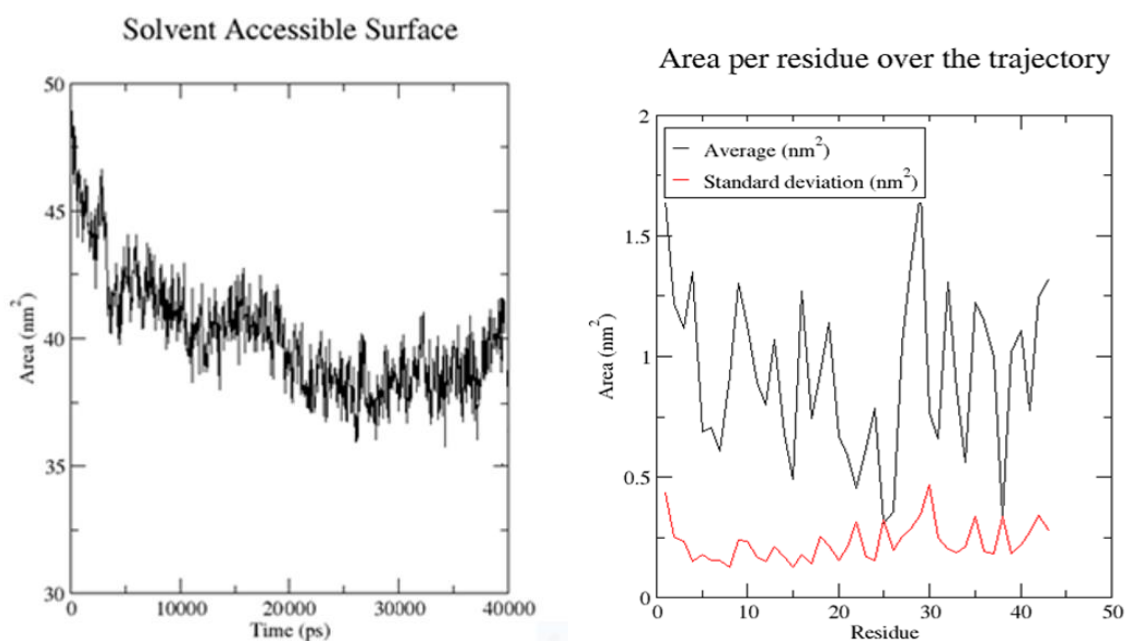 Solvent Accessible Surface
50
45
40
35
30
Area (nm²)
0 10000 20000 30000 40000
Time (ps)
Area per residue over the trajectory
2
1.5
1
0.5
0
Area (nm²)
Average (nm²)
Standard deviation (nm²)
0 10 20 30 40 50
Residue